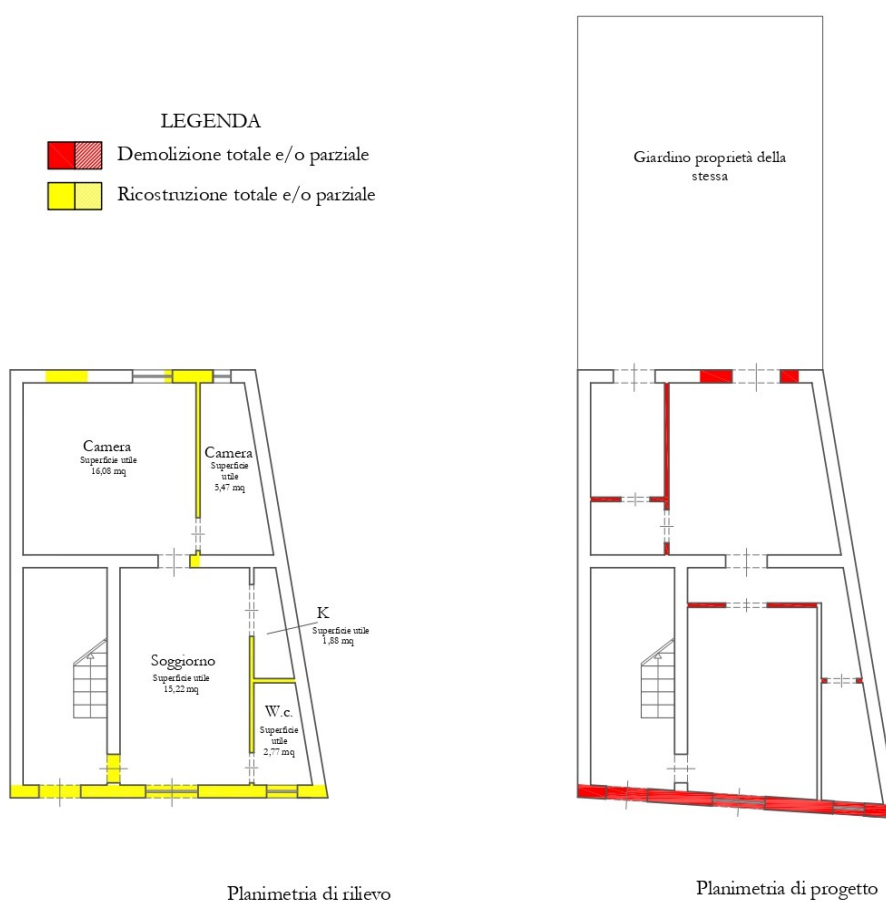 LEGENDA
Demolizione totale e/o parziale
Ricostruzione totale e/o parziale
Giardino proprietà della
stessa
Camera
Superficie utile
16,08 mq
Camera
Superficie
utile
5,47 mq
K
Superficie utile
1,88 mq
Soggiorno
Superficie utile
15,22 mq
W.c.
Superficie
utile
2,77 mq
Planimetria di rilievo
Planimetria di progetto